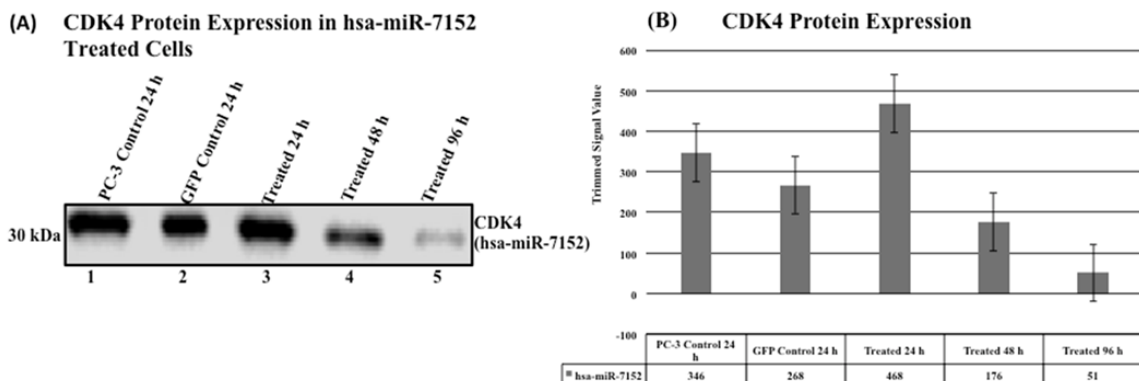 (A) CDK4 Protein Expression in hsa-miR-7152
Treated Cells
PC-3 Control 24 h
GFP Control 24 h
Treated 24 h
Treated 48 h
Treated 96 h
30 kDa
CDK4
(hsa-miR-7152)
1 2 3 4 5
(B) CDK4 Protein Expression
Trimmed Signal Value
600
500
400
300
200
100
0
-100
PC-3 Control 24
h
GFP Control 24 h
Treated 24 h
Treated 48 h
Treated 96 h
hsa-miR-7152 346 268 468 176 51